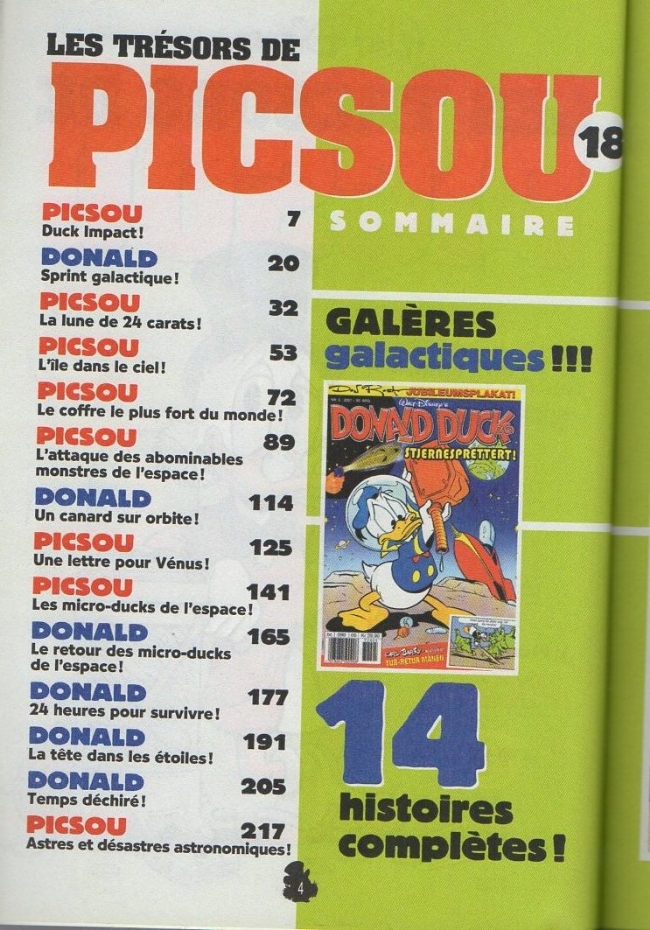 LES TRÉSORS DE
PICSOU
18
SOMMAIRE
PICSOU 7
Duck Impact!
DONALD 20
Sprint galactique!
PICSOU 32
La lune de 24 carats!
PICSOU 53
L'île dans le ciel!
PICSOU 72
Le coffre le plus fort du monde!
PICSOU 89
L'attaque des abominables
monstres de l'espace!
DONALD 114
Un canard sur orbite!
PICSOU 125
Une lettre pour Vénus!
PICSOU 141
Les micro-ducks de l'espace!
DONALD 165
Le retour des micro-ducks
de l'espace!
DONALD 177
24 heures pour survivre!
DONALD 191
La tête dans les étoiles!
DONALD 205
Temps déchiré!
PICSOU 217
Astres et désastres astronomiques!
4
GALÈRES
galactiques!!!
JUBILEUMSPLAKAT!
Walt Disney's
DONALD DUCK
STJERNESPRETTERT!
14
histoires
complètes!